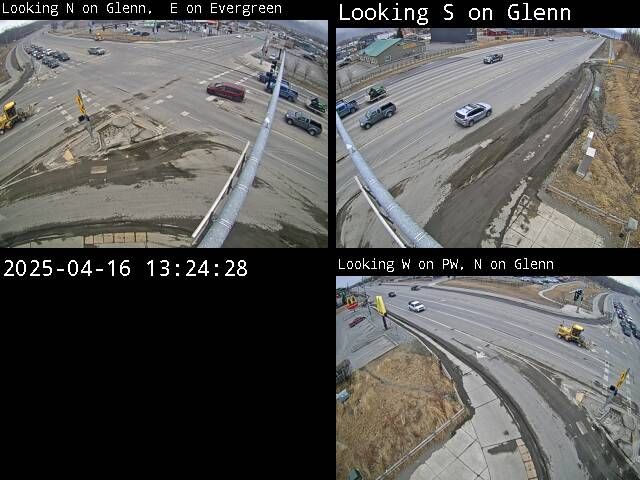 Looking N on Glenn,  E on Evergreen
Looking S on Glenn
2025-04-16 13:24:28
Looking W on PW, N on Glenn